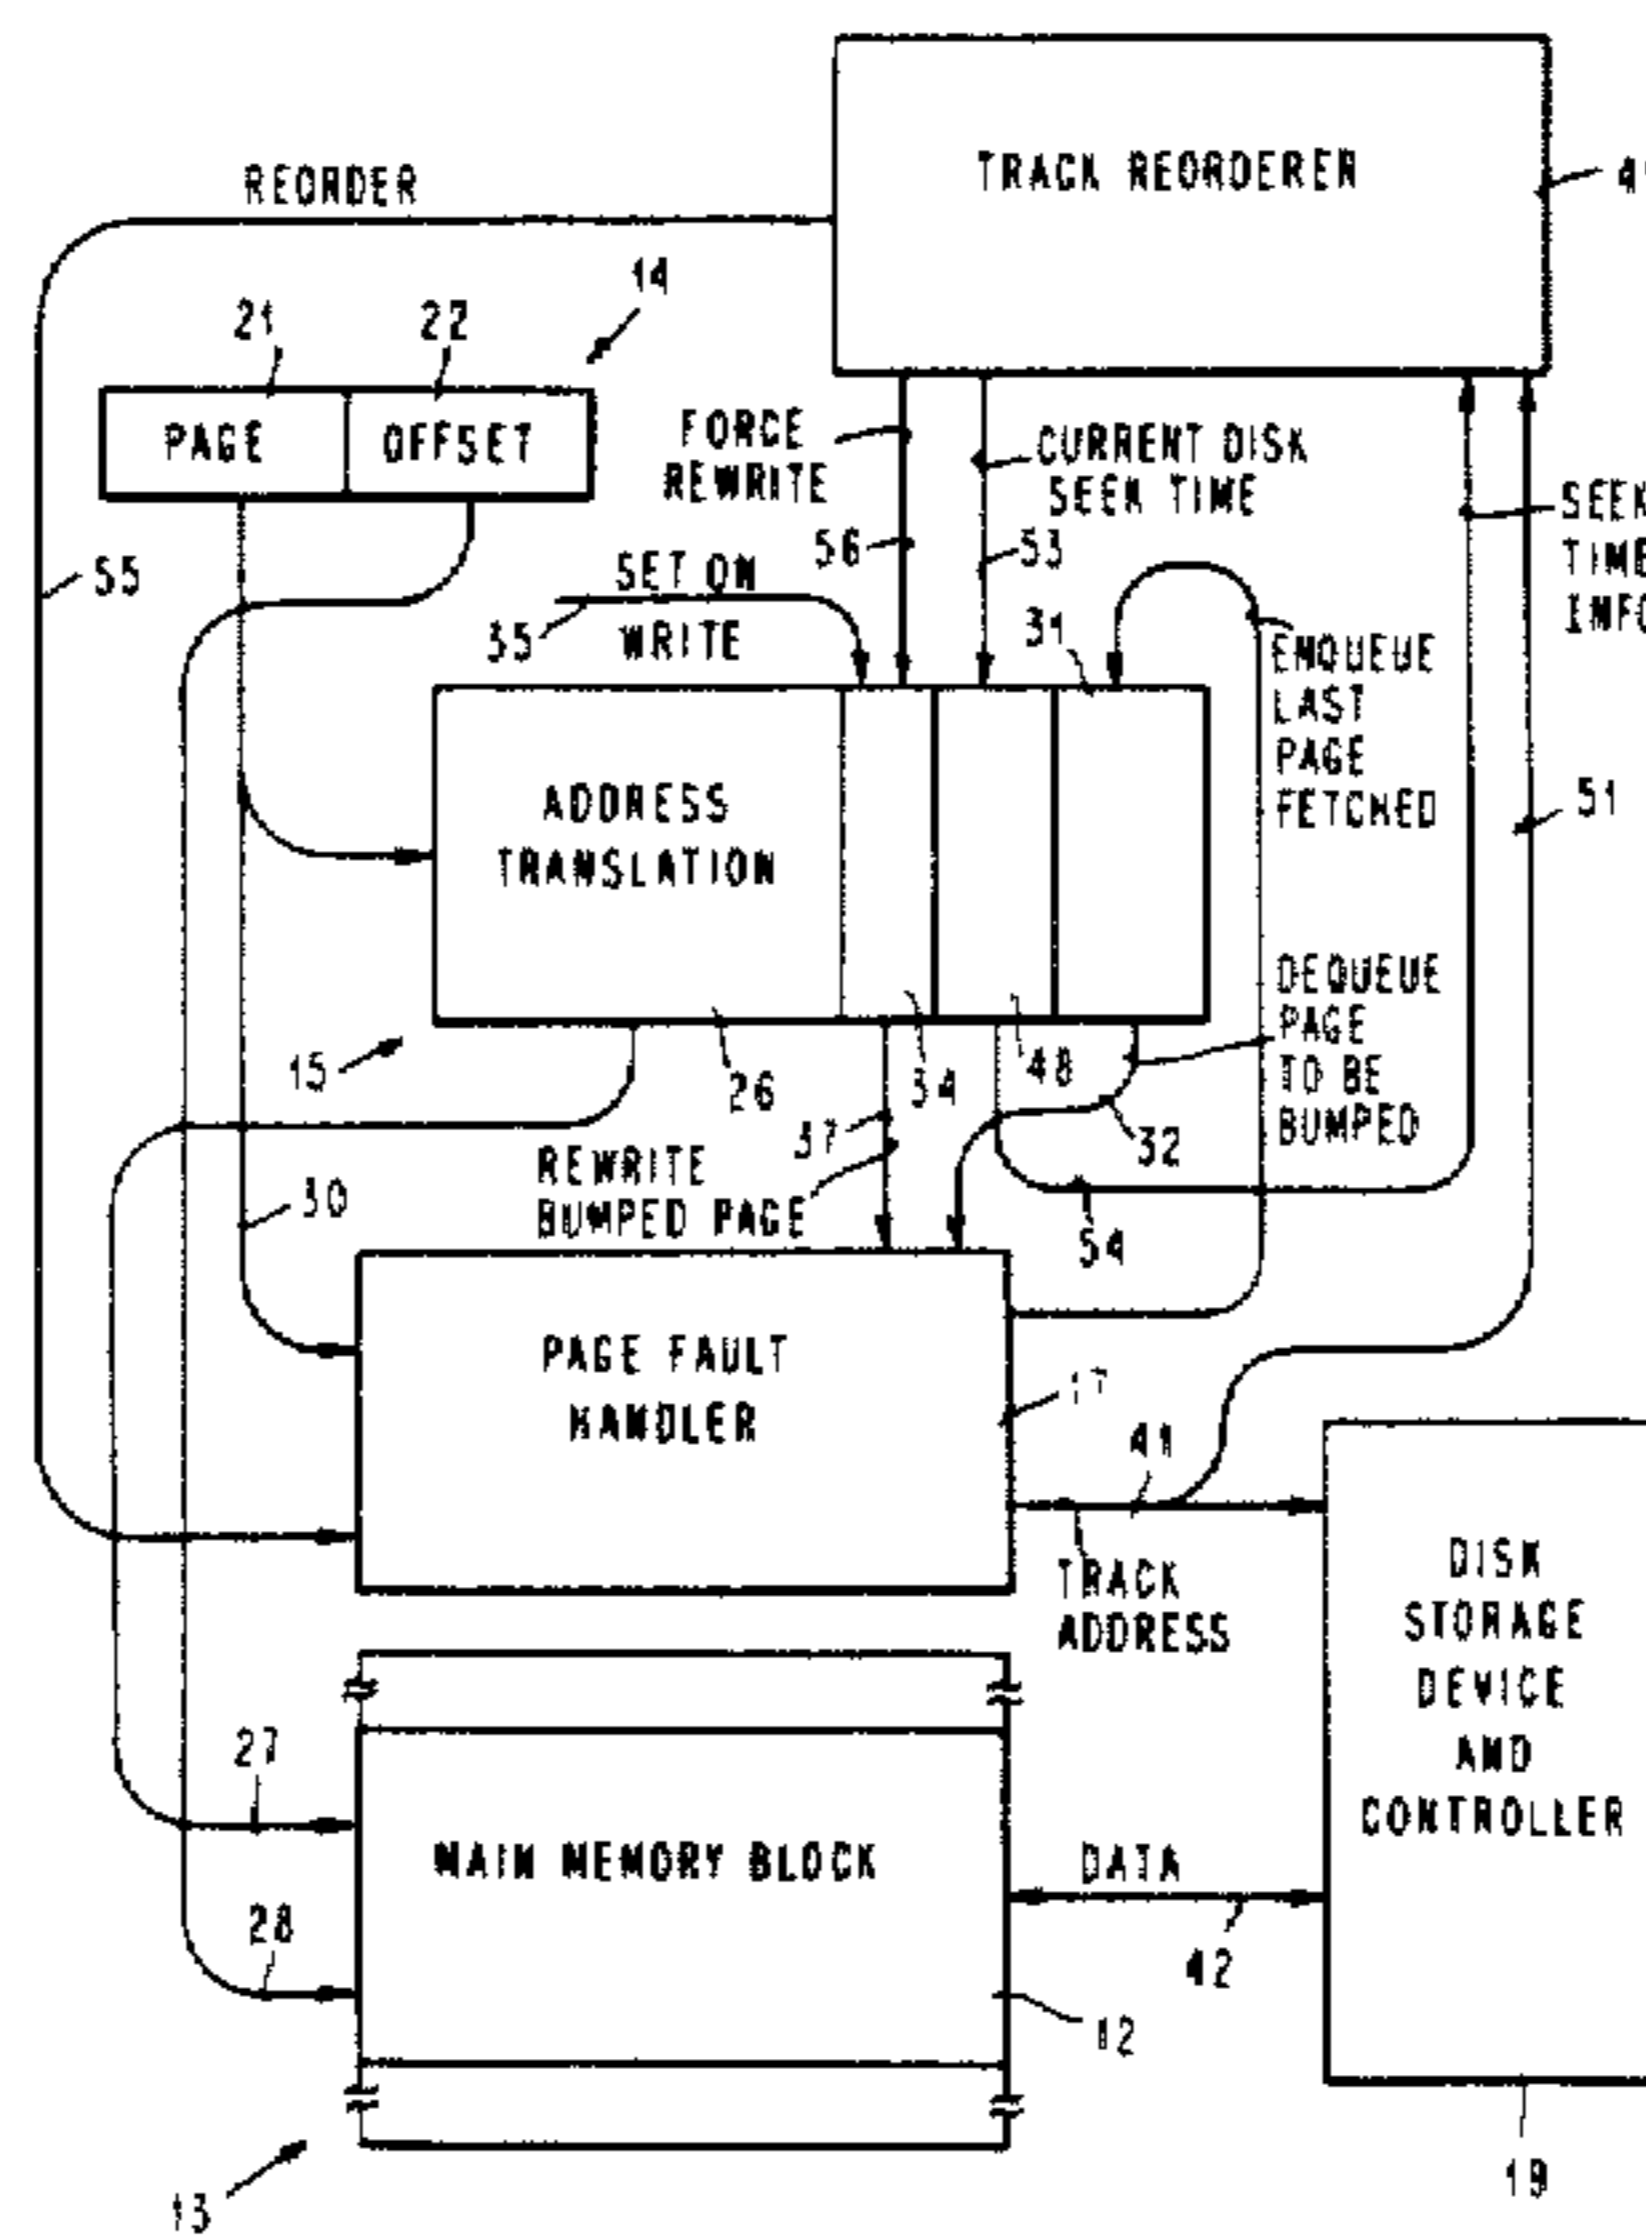 TRACK REORDERER
REORDER
14
21
22
PAGE
OFFSET
FORCE
REWRITE
CURRENT DISK
SEEK TIME
SEEK
TIME
55
56
53
SET ON
WRITE
35
31
ENQUEUE
LAST
PAGE
FETCHED
51
ADDRESS
TRANSLATION
DEQUEUE
PAGE
TO BE
BUMPED
15
26
34
48
37
32
REWRITE
BUMPED PAGE
30
54
PAGE FAULT
HANDLER
17
41
TRACK
ADDRESS
DISK
STORAGE
DEVICE
AND
CONTROLLER
27
MAIN MEMORY BLOCK
DATA
28
42
12
13
19